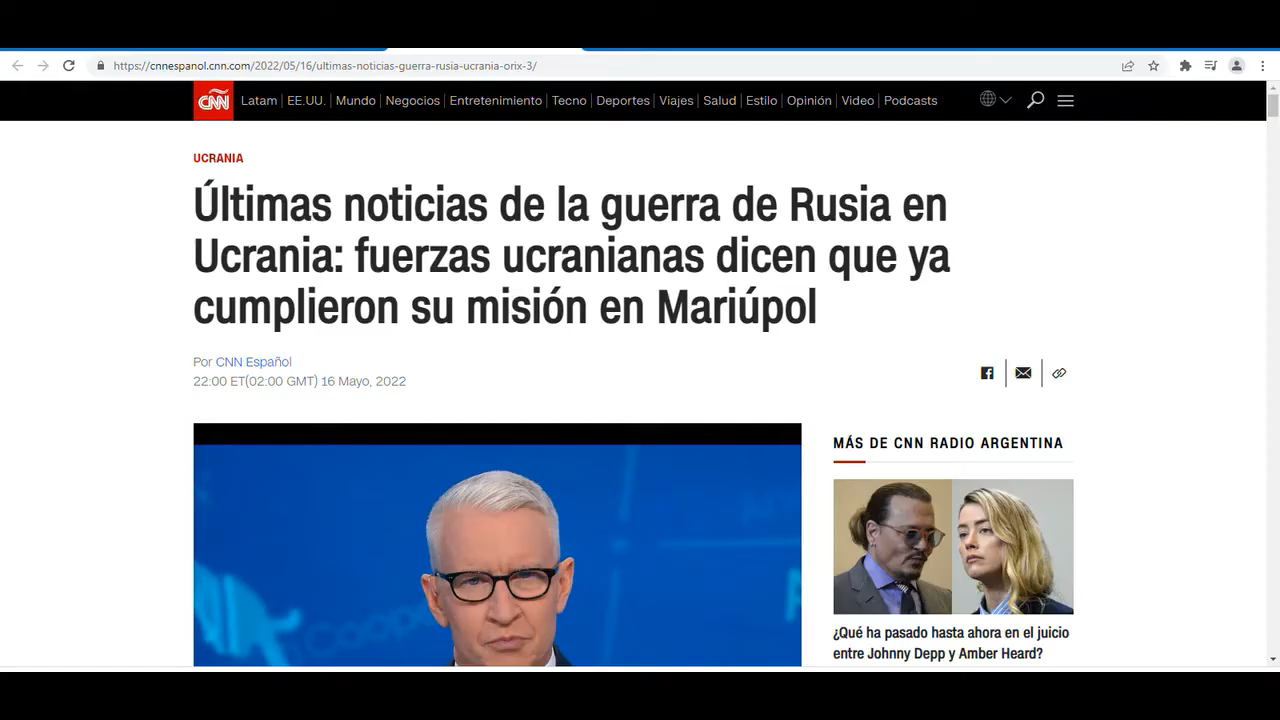 https://cnnespanol.cnn.com/2022/05/16/ultimas-noticias-guerra-rusia-ucrania-orix-3/
CNN Latam EE.UU. Mundo Negocios Entretenimiento Tecno Deportes Viajes Salud Estilo Opinión Video Podcasts
UCRANIA
Últimas noticias de la guerra de Rusia en
Ucrania: fuerzas ucranianas dicen que ya
cumplieron su misión en Mariúpol
Por CNN Español
22:00 ET(02:00 GMT) 16 Mayo, 2022
MÁS DE CNN RADIO ARGENTINA
¿Qué ha pasado hasta ahora en el juicio
entre Johnny Depp y Amber Heard?